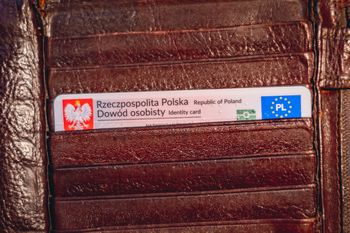 Rzeczpospolita Polska Republic of Poland
Dowód osobisty Identity card
PL